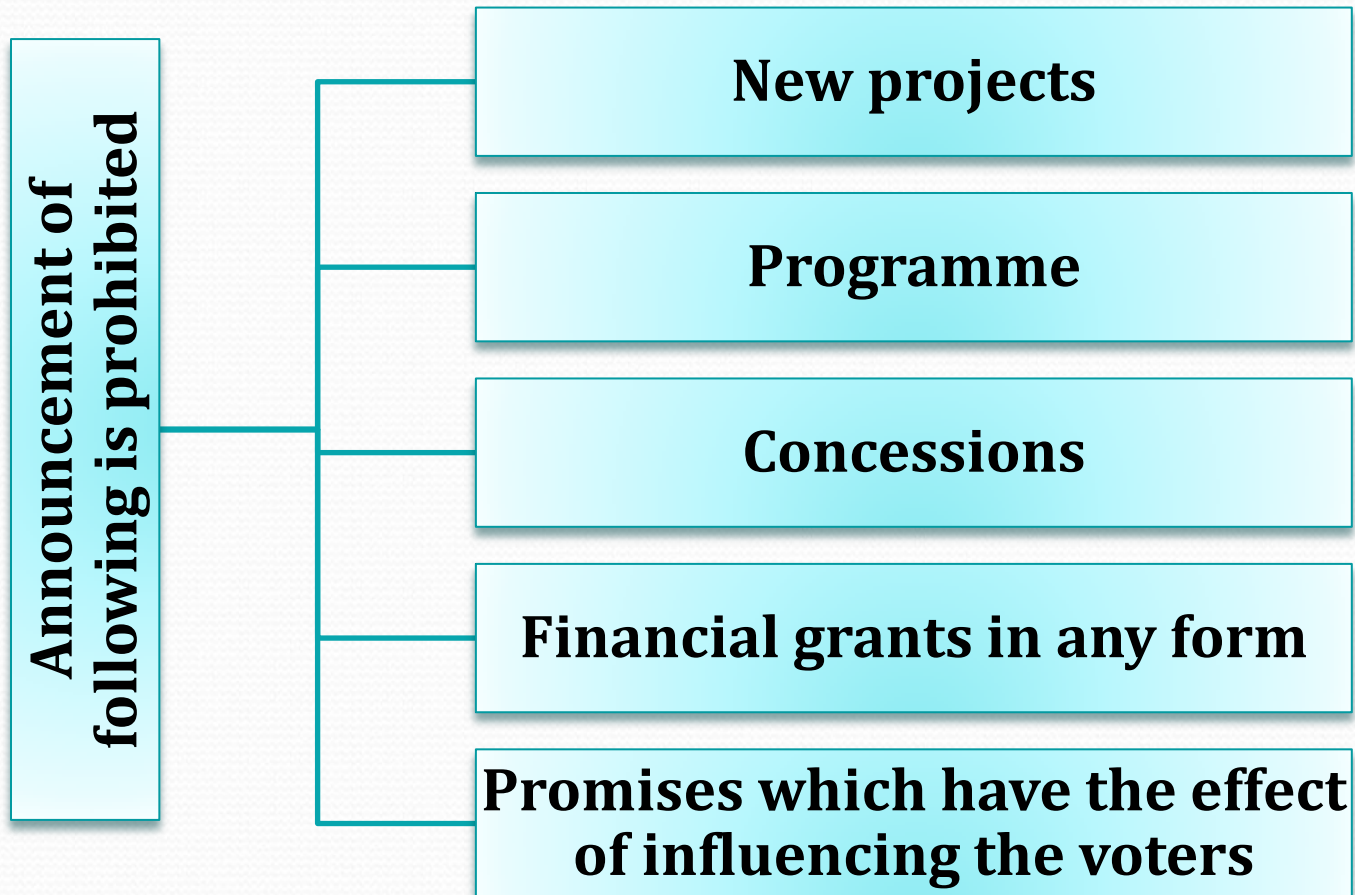 Announcement of
following is prohibited
New projects
Programme
Concessions
Financial grants in any form
Promises which have the effect
of influencing the voters